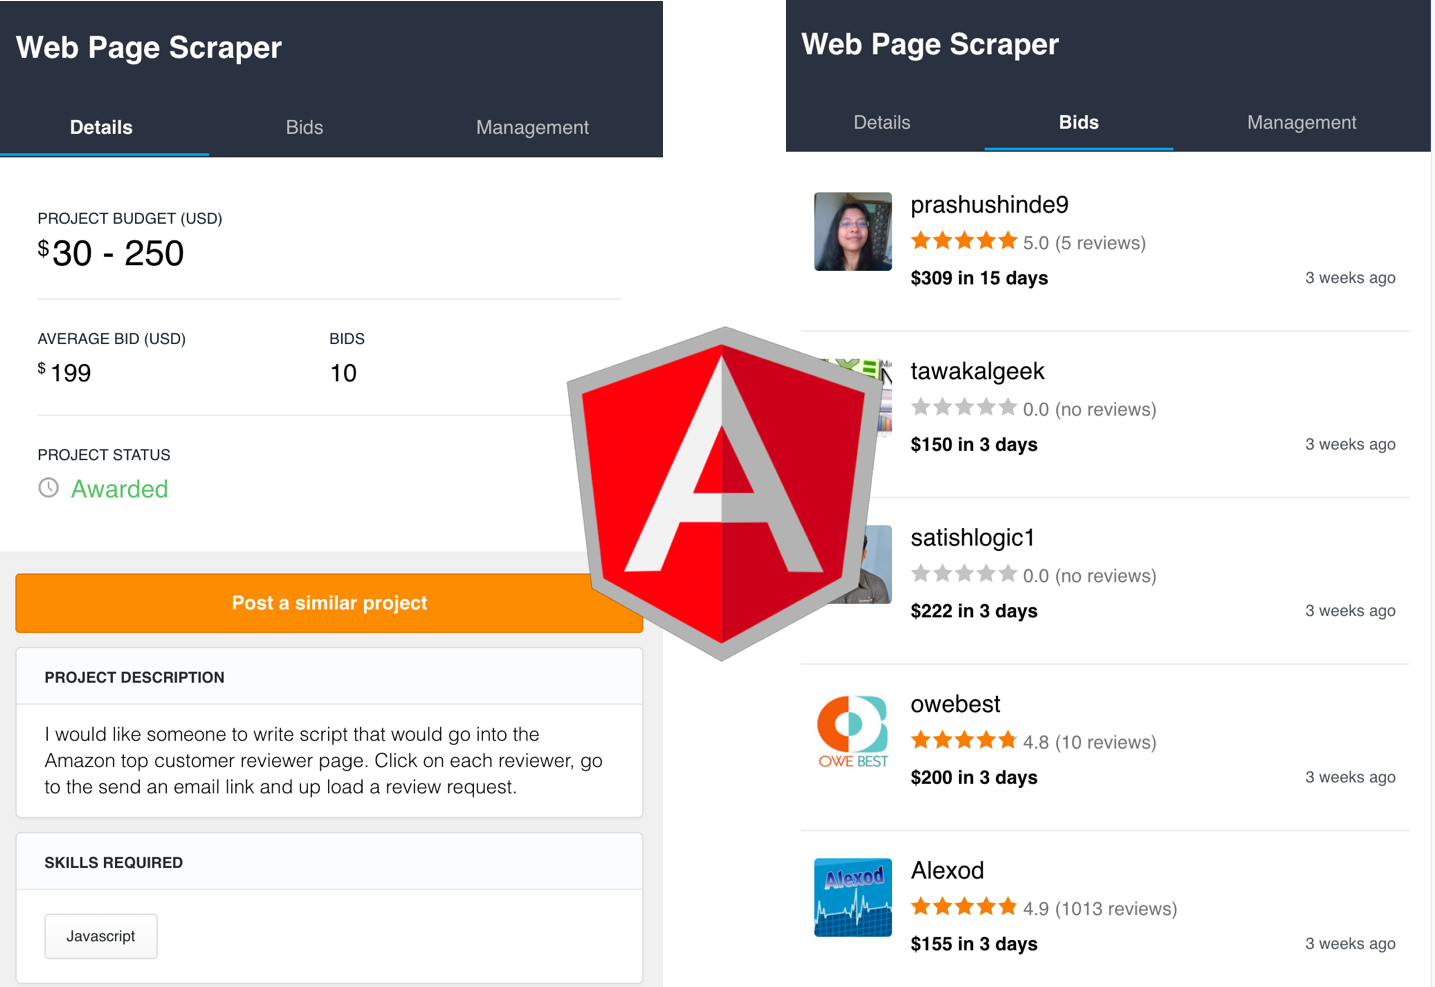 Web Page Scraper
Details Bids Management
PROJECT BUDGET (USD)
$30 - 250
AVERAGE BID (USD) BIDS
$199 10
PROJECT STATUS
Awarded
Post a similar project
PROJECT DESCRIPTION
I would like someone to write script that would go into the
Amazon top customer reviewer page. Click on each reviewer, go
to the send an email link and up load a review request.
SKILLS REQUIRED
Javascript
Web Page Scraper
Details Bids Management
prashushinde9
5.0 (5 reviews)
$309 in 15 days 3 weeks ago
tawakalgeek
0.0 (no reviews)
$150 in 3 days 3 weeks ago
satishlogic1
0.0 (no reviews)
$222 in 3 days 3 weeks ago
owebest
4.8 (10 reviews)
OWE BEST
$200 in 3 days 3 weeks ago
Alexod
Alexod
4.9 (1013 reviews)
$155 in 3 days 3 weeks ago
A